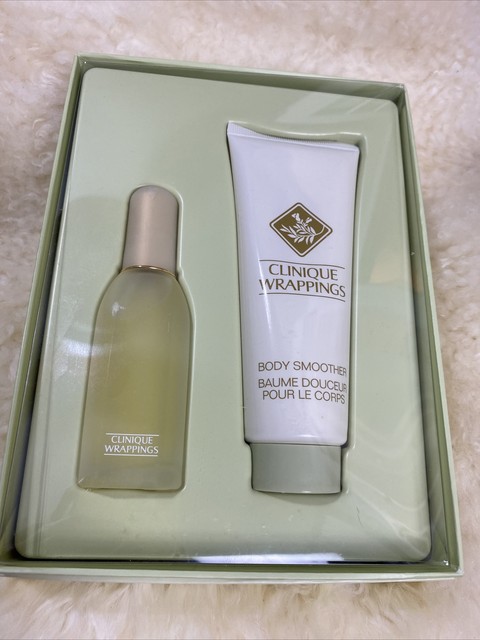 CLINIQUE
WRAPPINGS
CLINIQUE
WRAPPINGS
BODY SMOOTHER
BAUME DOUCEUR
POUR LE CORPS